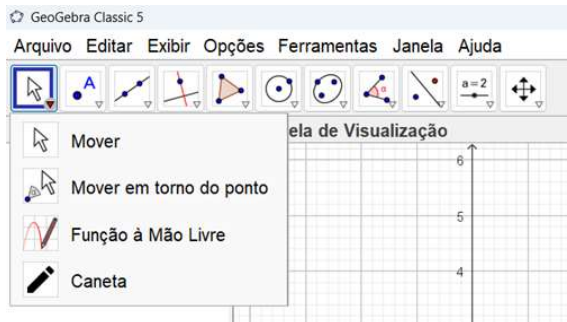 GeoGebra Classic 5
Arquivo Editar Exibir Opções Ferramentas Janela Ajuda
A α a=2
ela de Visualização
Mover
Mover em torno do ponto
Função à Mão Livre
Caneta
6
5
4